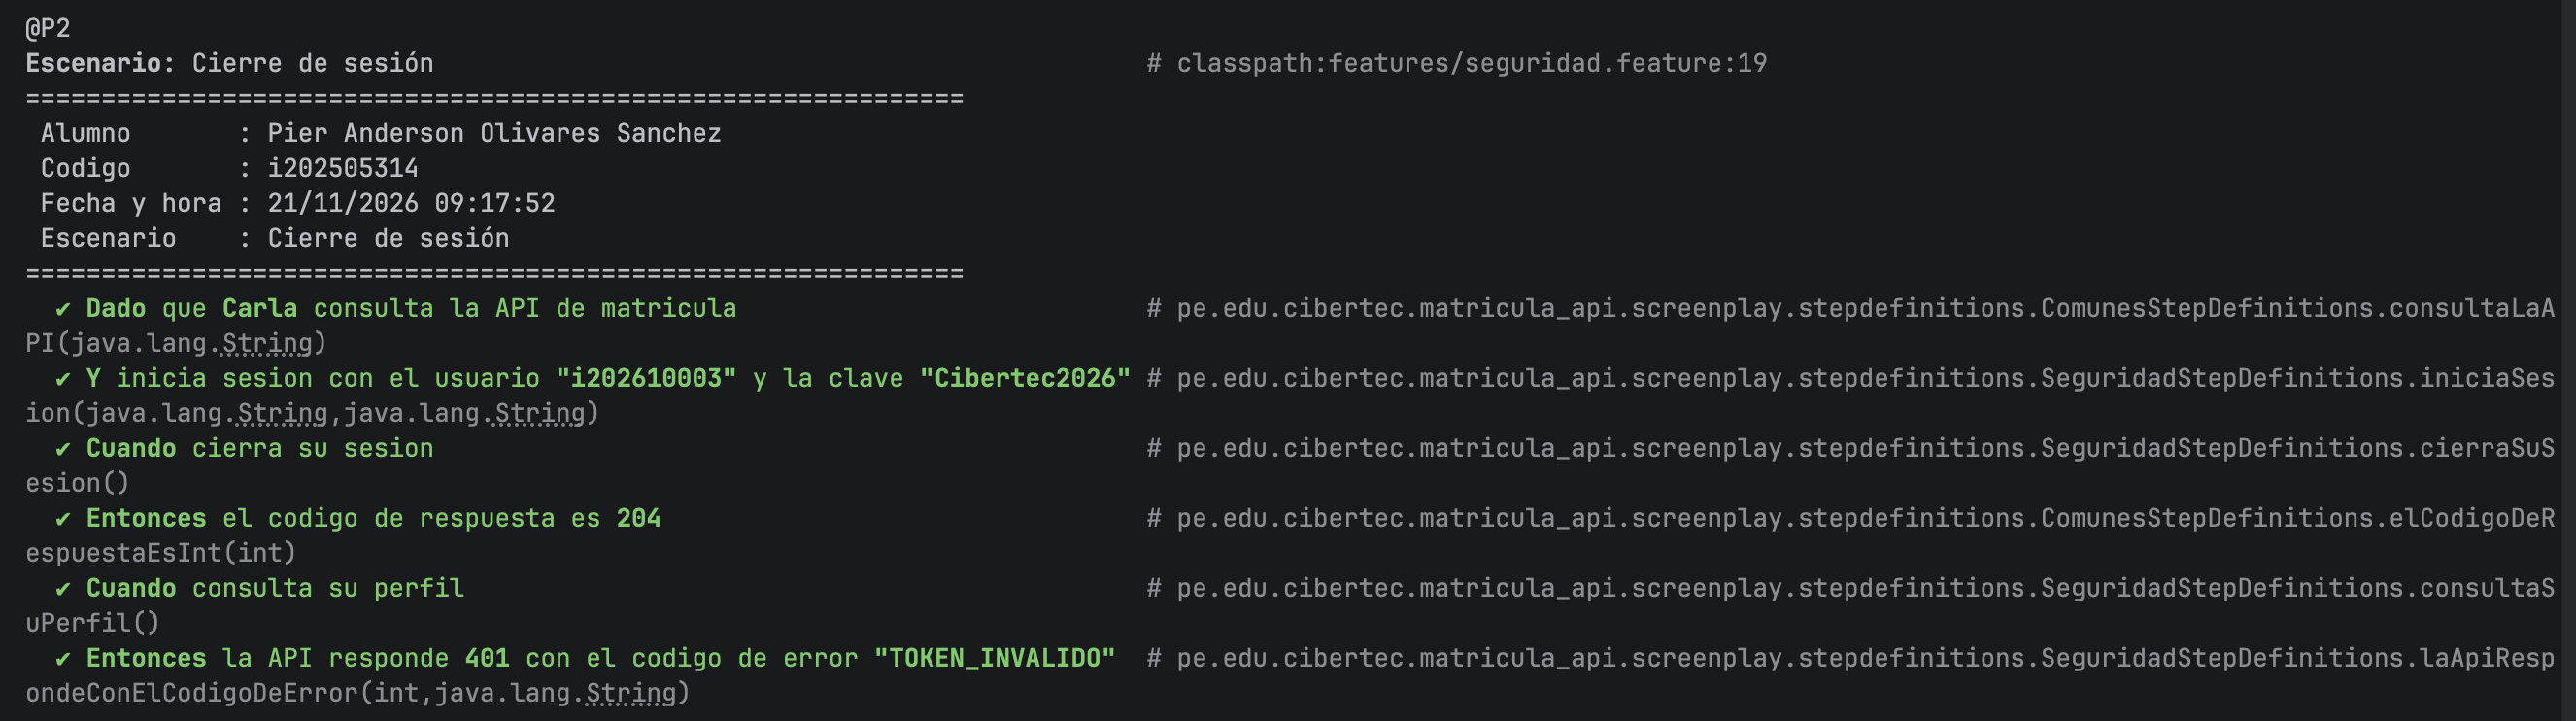 @P2
Escenario: Cierre de sesión # classpath:features/seguridad.feature:19
==============================================================
Alumno : Pier Anderson Olivares Sanchez
Codigo : i202505314
Fecha y hora : 21/11/2026 09:17:52
Escenario : Cierre de sesión
==============================================================
✔ Dado que Carla consulta la API de matricula # pe.edu.cibertec.matricula_api.screenplay.stepdefinitions.ComunesStepDefinitions.consultaLaA
PI(java.lang.String)
✔ Y inicia sesion con el usuario "i202610003" y la clave "Cibertec2026" # pe.edu.cibertec.matricula_api.screenplay.stepdefinitions.SeguridadStepDefinitions.iniciaSes
ion(java.lang.String,java.lang.String)
✔ Cuando cierra su sesion # pe.edu.cibertec.matricula_api.screenplay.stepdefinitions.SeguridadStepDefinitions.cierraSuS
esion()
✔ Entonces el codigo de respuesta es 204 # pe.edu.cibertec.matricula_api.screenplay.stepdefinitions.ComunesStepDefinitions.elCodigoDeR
espuestaEsInt(int)
✔ Cuando consulta su perfil # pe.edu.cibertec.matricula_api.screenplay.stepdefinitions.SeguridadStepDefinitions.consultaS
uPerfil()
✔ Entonces la API responde 401 con el codigo de error "TOKEN_INVALIDO" # pe.edu.cibertec.matricula_api.screenplay.stepdefinitions.SeguridadStepDefinitions.laApiResp
ondeConElCodigoDeError(int,java.lang.String)